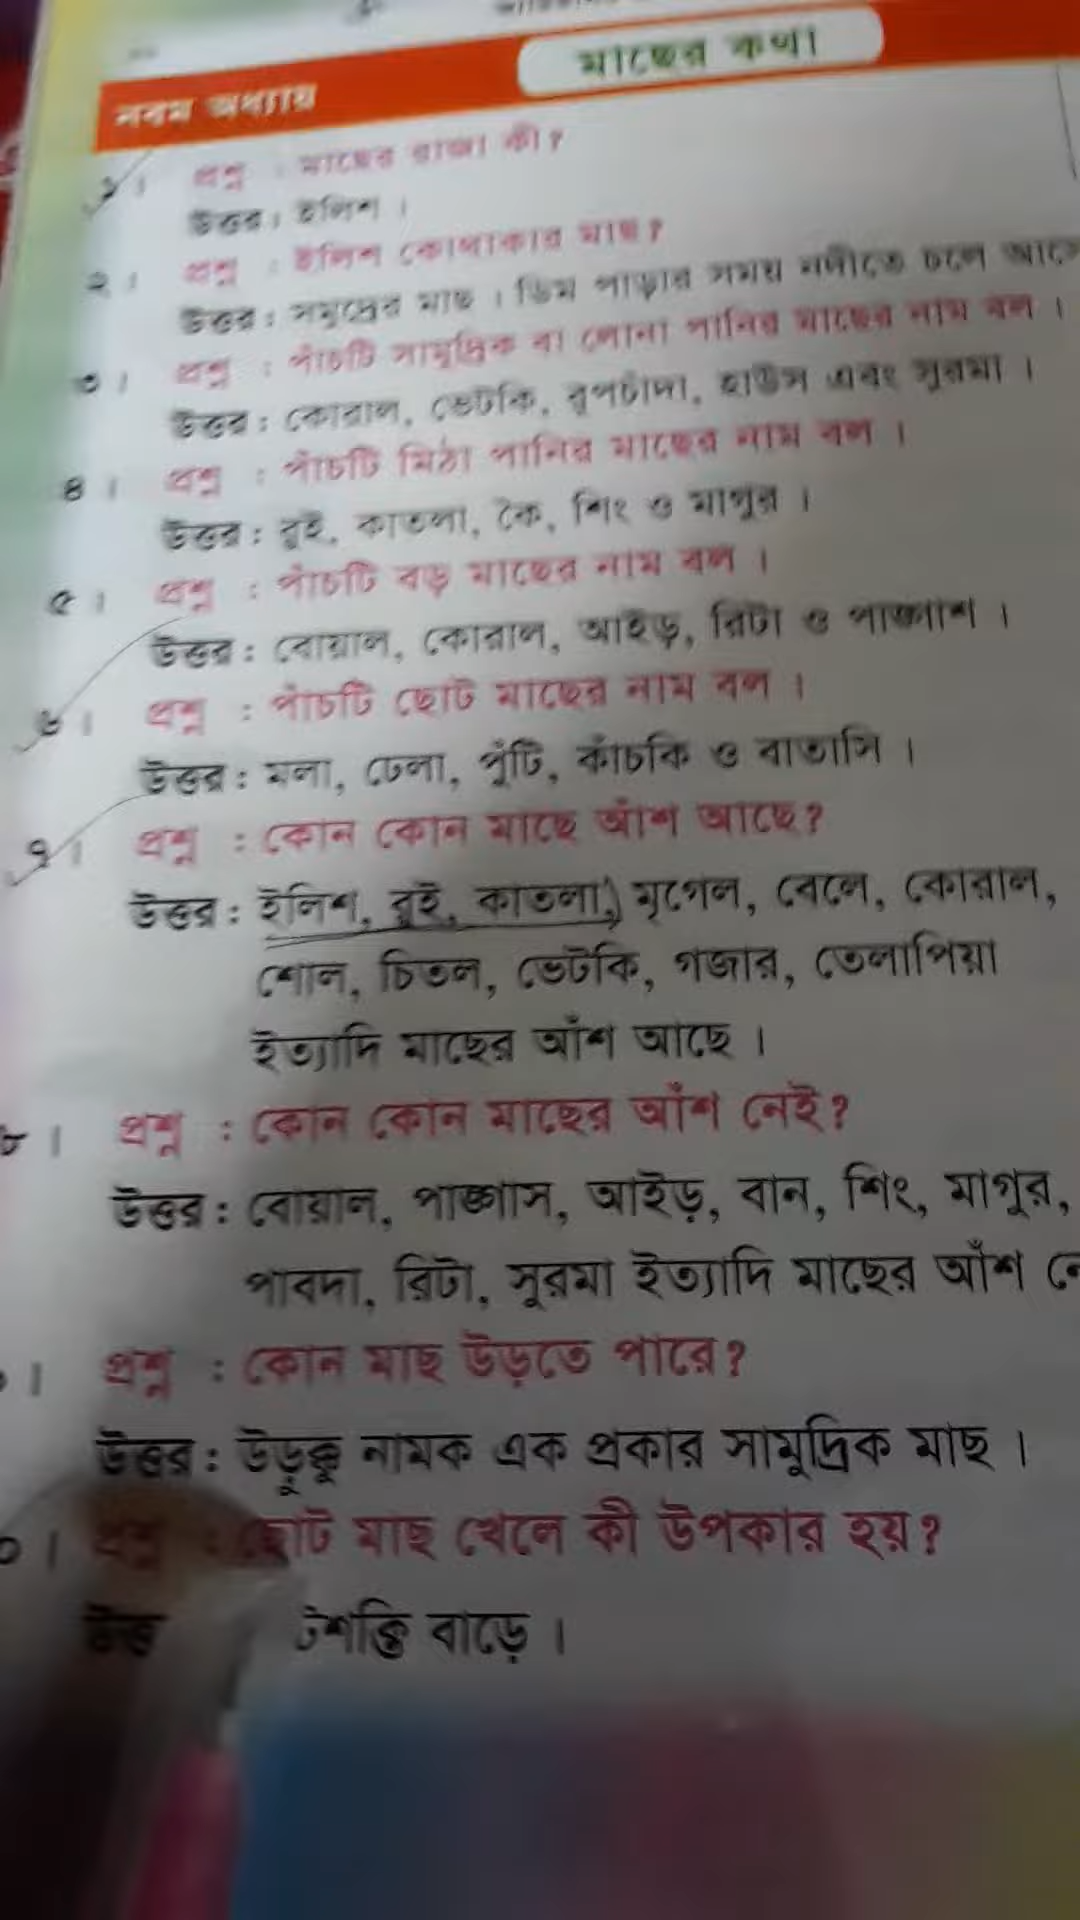 মাছের কথা
নবম অধ্যায়
১। প্রশ্ন : মাছের রাজা কী?
উত্তর : ইলিশ ।
২। প্রশ্ন : ইলিশ কোথাকার মাছ?
উত্তর : সমুদ্রের মাছ । ডিম পাড়ার সময় নদীতে চলে
৩। প্রশ্ন : পাঁচটি সামুদ্রিক বা লোনা পানির মাছের নাম বল ।
উত্তর : কোরাল, ভেটকি, রূপচাঁদা, হাউস এবং সুরমা ।
৪। প্রশ্ন : পাঁচটি মিঠা পানির মাছের নাম বল ।
উত্তর : রুই, কাতলা, কৈ, শিং ও মাগুর ।
৫। প্রশ্ন : পাঁচটি বড় মাছের নাম বল ।
উত্তর : বোয়াল, কোরাল, আইড়, রিটা ও পাঙ্গাশ ।
৬। প্রশ্ন : পাঁচটি ছোট মাছের নাম বল ।
উত্তর : মলা, ঢেলা, পুঁটি, কাঁচকি ও বাতাসি ।
৭। প্রশ্ন : কোন কোন মাছে আঁশ আছে?
উত্তর : ইলিশ, রুই, কাতলা, মৃগেল, বেলে, কোরাল,
শোল, চিতল, ভেটকি, গজার, তেলাপিয়া
ইত্যাদি মাছের আঁশ আছে ।
৮। প্রশ্ন : কোন কোন মাছের আঁশ নেই?
উত্তর : বোয়াল, পাঙ্গাস, আইড়, বান, শিং, মাগুর,
পাবদা, রিটা, সুরমা ইত্যাদি মাছের আঁশ
। প্রশ্ন : কোন মাছ উড়তে পারে?
উত্তর : উড়ুক্কু নামক এক প্রকার সামুদ্রিক মাছ ।
০। প্রশ্ন : ছোট মাছ খেলে কী উপকার হয়?
বাড়ে ।